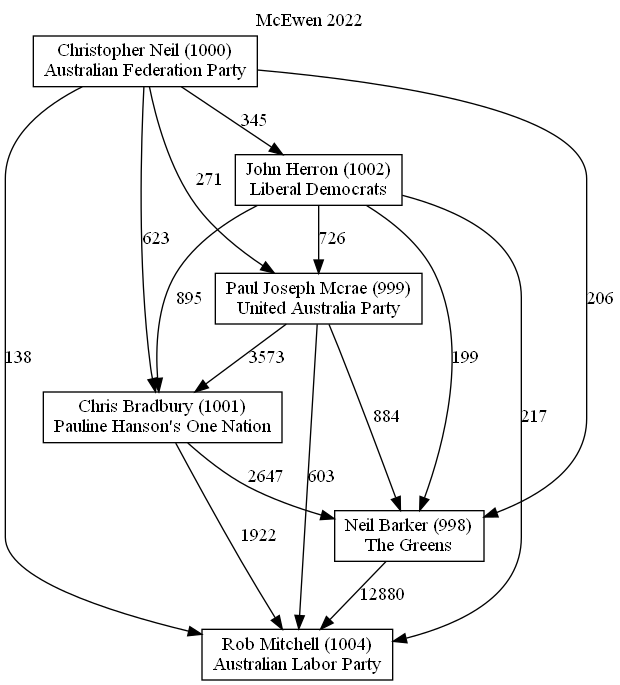 McEwen 2022
Christopher Neil (1000)
Australian Federation Party
345
John Herron (1002)
Liberal Democrats
271
623
726
895
Paul Joseph Mcrae (999)
United Australia Party
206
138
3573
199
Chris Bradbury (1001)
Pauline Hanson's One Nation
884
217
2647
603
1922
Neil Barker (998)
The Greens
12880
Rob Mitchell (1004)
Australian Labor Party